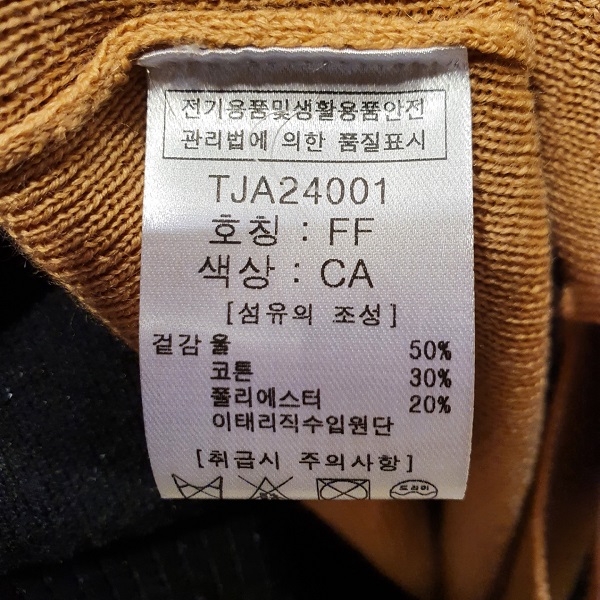 전기용품및생활용품안전
관리법에 의한 품질표시
TJA24001
호칭 : FF
색상 : CA
[섬유의 조성]
겉감 울 50%
코튼 30%
폴리에스터 20%
이태리직수입원단
[취급시 주의사항]
드라이